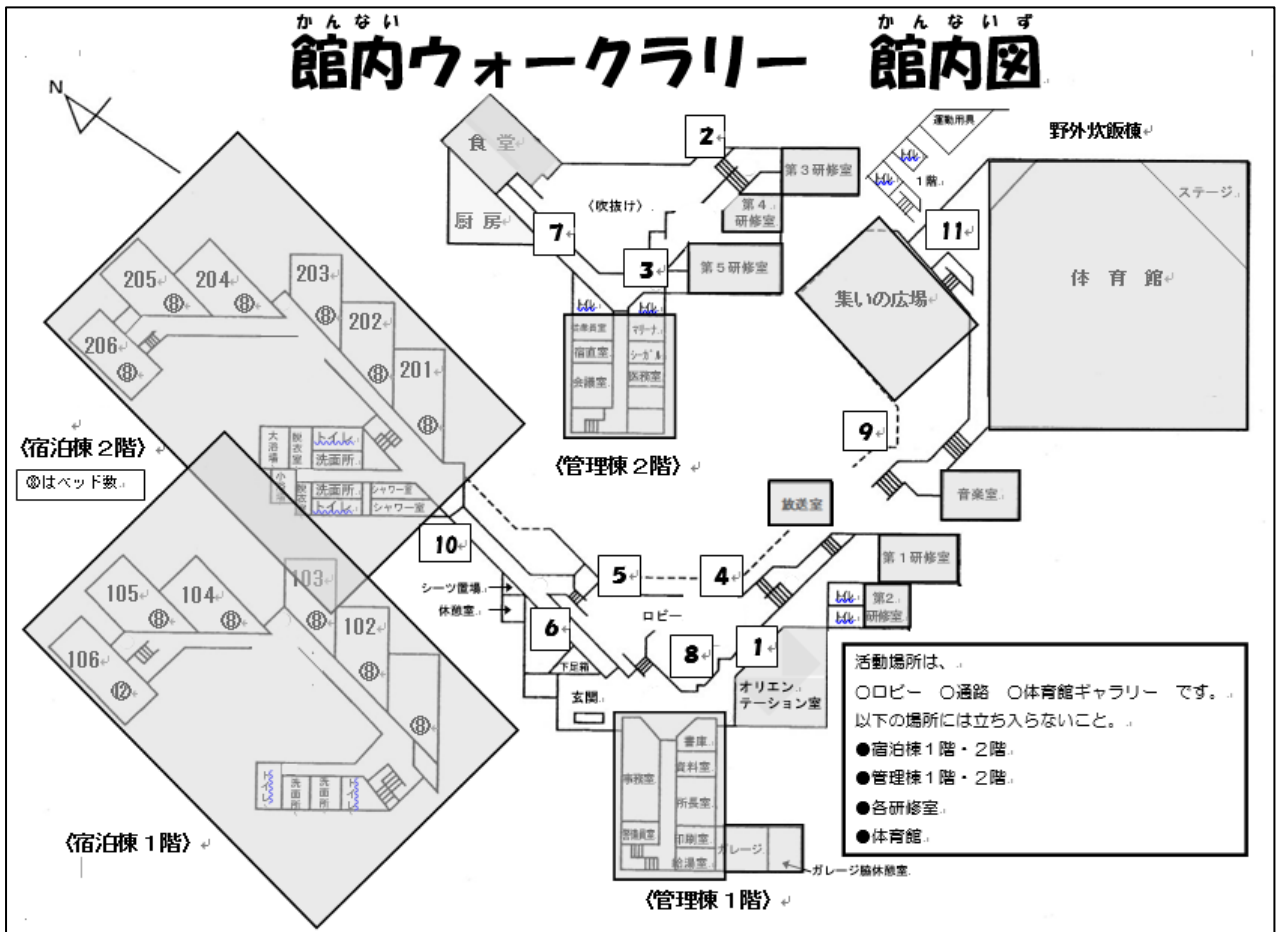 かんない かんないず
館内ウォークラリー 館内図
N
食堂
厨房
〈吹抜け〉
2
第3研修室
第4
研修室
第5研修室
7
3
トイレ
トイレ
宿直室
会議室
マリーナ
シーガル
医務室
〈管理棟2階〉
運動用具
トイレ
トイレ
1階
野外炊飯棟
11
ステージ
体育館
集いの広場
9
音楽室
放送室
205
⑧
204
⑧
203
⑧
202
⑧
201
⑧
206
⑧
大浴場
脱衣室
トイレ
洗面所
洗面所
トイレ
シャワー室
シャワー室
〈宿泊棟2階〉
⑧はベッド数
10
シーツ置場
休憩室
5
4
ロビー
6
8
1
下足箱
玄関
オリエン
テーション室
第1研修室
トイレ
トイレ
第2
研修室
105
⑧
104
⑧
103
⑧
102
⑧
⑧
106
⑫
トイレ
洗面所
洗面所
トイレ
〈宿泊棟1階〉
事務室
警備員室
書庫
資料室
所長室
印刷室
給湯室
ガレージ
ガレージ脇休憩室
〈管理棟1階〉
活動場所は、
〇ロビー 〇通路 〇体育館ギャラリー です。
以下の場所には立ち入らないこと。
●宿泊棟1階・2階
●管理棟1階・2階
●各研修室
●体育館